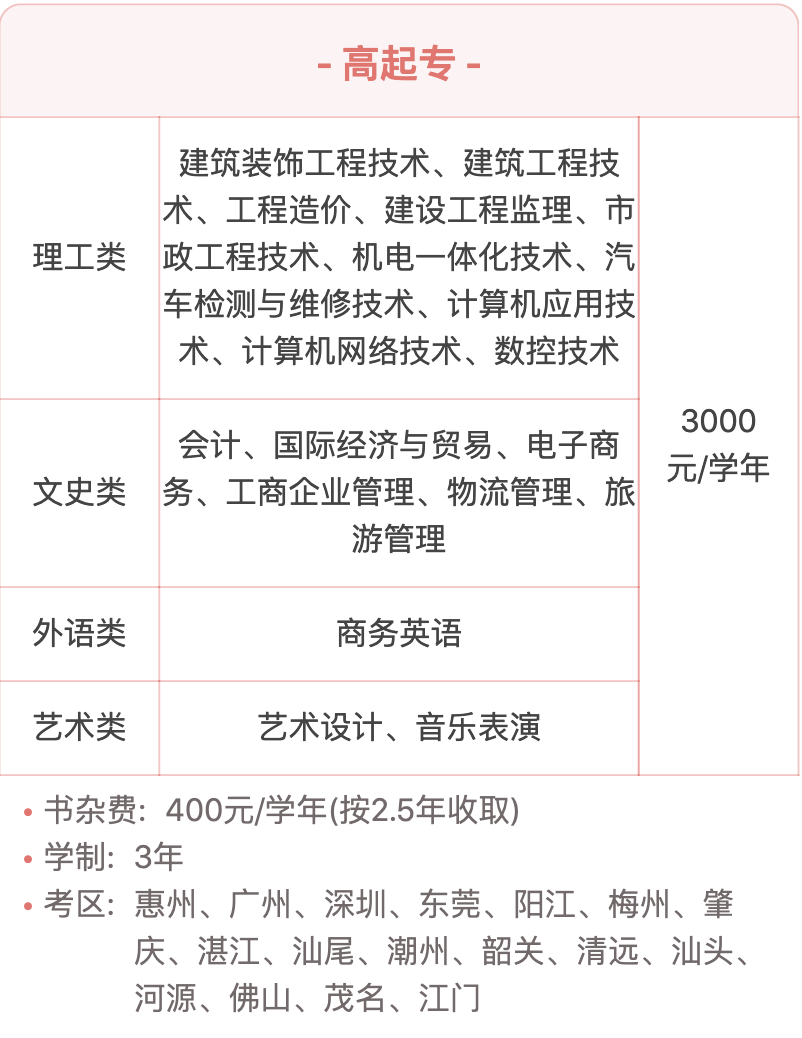 - 高起专 -
理工类
建筑装饰工程技术、建筑工程技
术、工程造价、建设工程监理、市
政工程技术、机电一体化技术、汽
车检测与维修技术、计算机应用技
术、计算机网络技术、数控技术
3000
元/学年
文史类
会计、国际经济与贸易、电子商
务、工商企业管理、物流管理、旅
游管理
外语类
商务英语
艺术类
艺术设计、音乐表演
• 书杂费: 400元/学年(按2.5年收取)
• 学制: 3年
• 考区: 惠州、广州、深圳、东莞、阳江、梅州、肇
庆、湛江、汕尾、潮州、韶关、清远、汕头、
河源、佛山、茂名、江门